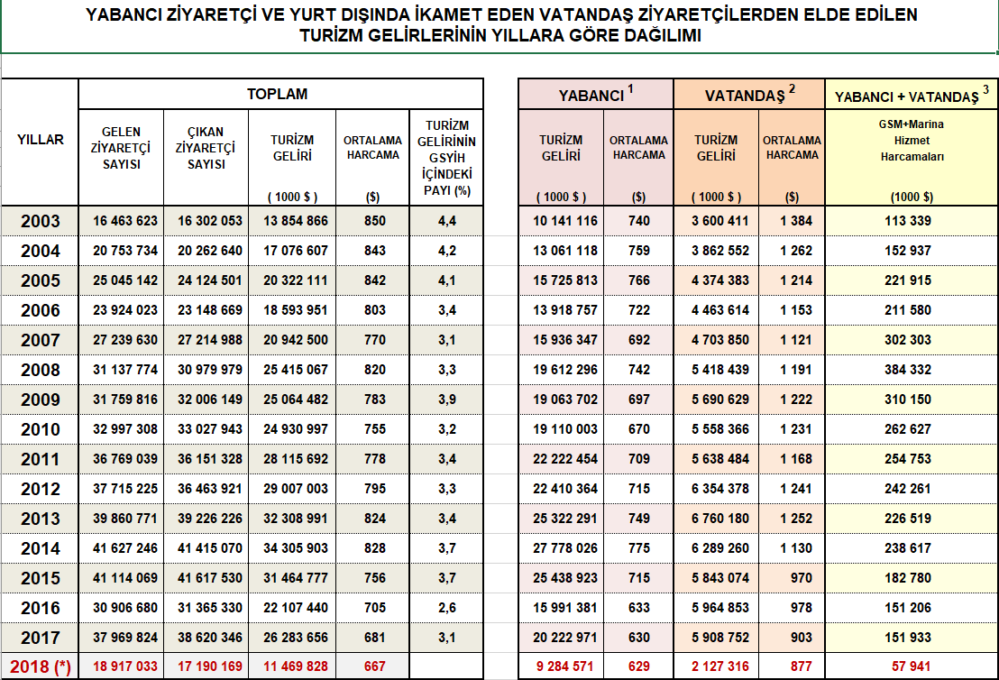 YABANCI ZİYARETÇİ VE YURT DIŞINDA İKAMET EDEN VATANDAŞ ZİYARETÇİLERDEN ELDE EDİLEN
TURİZM GELİRLERİNİN YILLARA GÖRE DAĞILIMI
YILLAR TOPLAM YABANCI 1 VATANDAŞ 2 YABANCI + VATANDAŞ 3
GELEN ZİYARETÇİ SAYISI ÇIKAN ZİYARETÇİ SAYISI TURİZM GELİRİ ( 1000 $ ) ORTALAMA HARCAMA ($) TURİZM GELİRİNİN GSYİH İÇİNDEKİ PAYI (%) TURİZM GELİRİ ( 1000 $ ) ORTALAMA HARCAMA ($) TURİZM GELİRİ ( 1000 $ ) ORTALAMA HARCAMA ($) GSM+Marina Hizmet Harcamaları (1000 $)
2003 16 463 623 16 302 053 13 854 866 850 4,4 10 141 116 740 3 600 411 1 384 113 339
2004 20 753 734 20 262 640 17 076 607 843 4,2 13 061 118 759 3 862 552 1 262 152 937
2005 25 045 142 24 124 501 20 322 111 842 4,1 15 725 813 766 4 374 383 1 214 221 915
2006 23 924 023 23 148 669 18 593 951 803 3,4 13 918 757 722 4 463 614 1 153 211 580
2007 27 239 630 27 214 988 20 942 500 770 3,1 15 936 347 692 4 703 850 1 121 302 303
2008 31 137 774 30 979 979 25 415 067 820 3,3 19 612 296 742 5 418 439 1 191 384 332
2009 31 759 816 32 006 149 25 064 482 783 3,9 19 063 702 697 5 690 629 1 222 310 150
2010 32 997 308 33 027 943 24 930 997 755 3,2 19 110 003 670 5 558 366 1 231 262 627
2011 36 769 039 36 151 328 28 115 692 778 3,4 22 222 454 709 5 638 484 1 168 254 753
2012 37 715 225 36 463 921 29 007 003 795 3,3 22 410 364 715 6 354 378 1 241 242 261
2013 39 860 771 39 226 226 32 308 991 824 3,4 25 322 291 749 6 760 180 1 252 226 519
2014 41 627 246 41 415 070 34 305 903 828 3,7 27 778 026 775 6 289 260 1 130 238 617
2015 41 114 069 41 617 530 31 464 777 756 3,7 25 438 923 715 5 843 074 970 182 780
2016 30 906 680 31 365 330 22 107 440 705 2,6 15 991 381 633 5 964 853 978 151 206
2017 37 969 824 38 620 346 26 283 656 681 3,1 20 222 971 630 5 908 752 903 151 933
2018 (*) 18 917 033 17 190 169 11 469 828 667 9 284 571 629 2 127 316 877 57 941